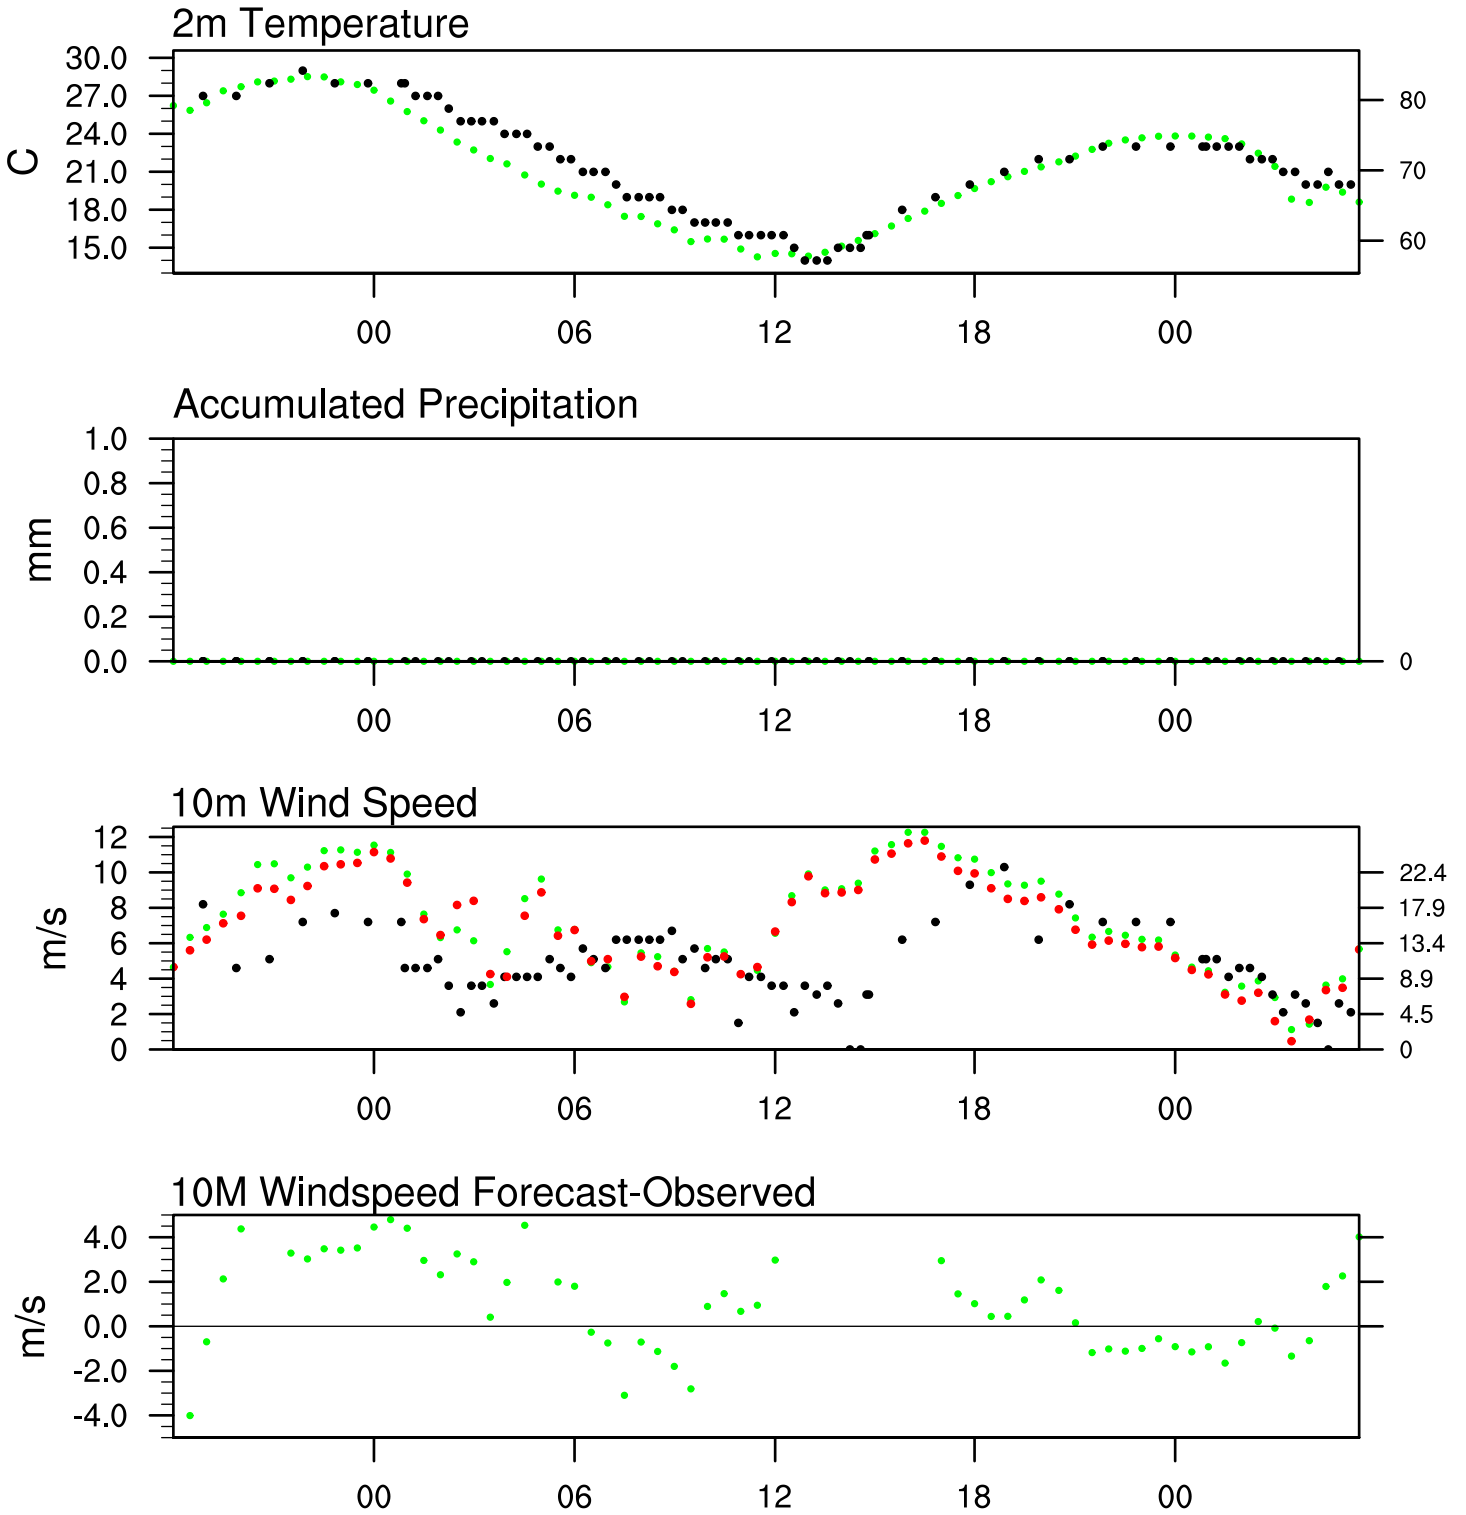 2m Temperature
30.0
27.0
24.0
21.0
18.0
15.0
C
80
70
60
00 06 12 18 00
Accumulated Precipitation
1.0
0.8
0.6
0.4
0.2
0.0
mm
0
00 06 12 18 00
10m Wind Speed
12
10
8
6
4
2
0
m/s
22.4
17.9
13.4
8.9
4.5
0
00 06 12 18 00
10M Windspeed Forecast-Observed
4.0
2.0
0.0
-2.0
-4.0
m/s
00 06 12 18 00